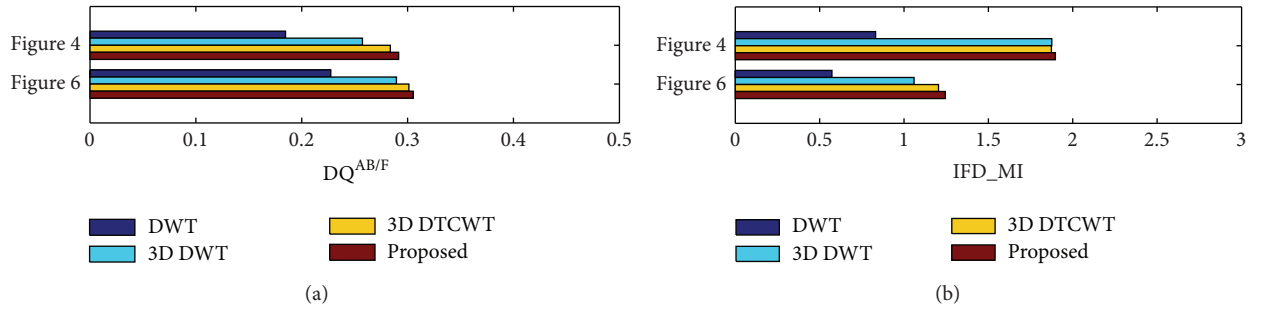 Figure 4
Figure 6
0 0.1 0.2 0.3 0.4 0.5
DQ^AB/F
DWT
3D DWT
3D DTCWT
Proposed
(a)
Figure 4
Figure 6
0 0.5 1 1.5 2 2.5 3
IFD_MI
DWT
3D DWT
3D DTCWT
Proposed
(b)